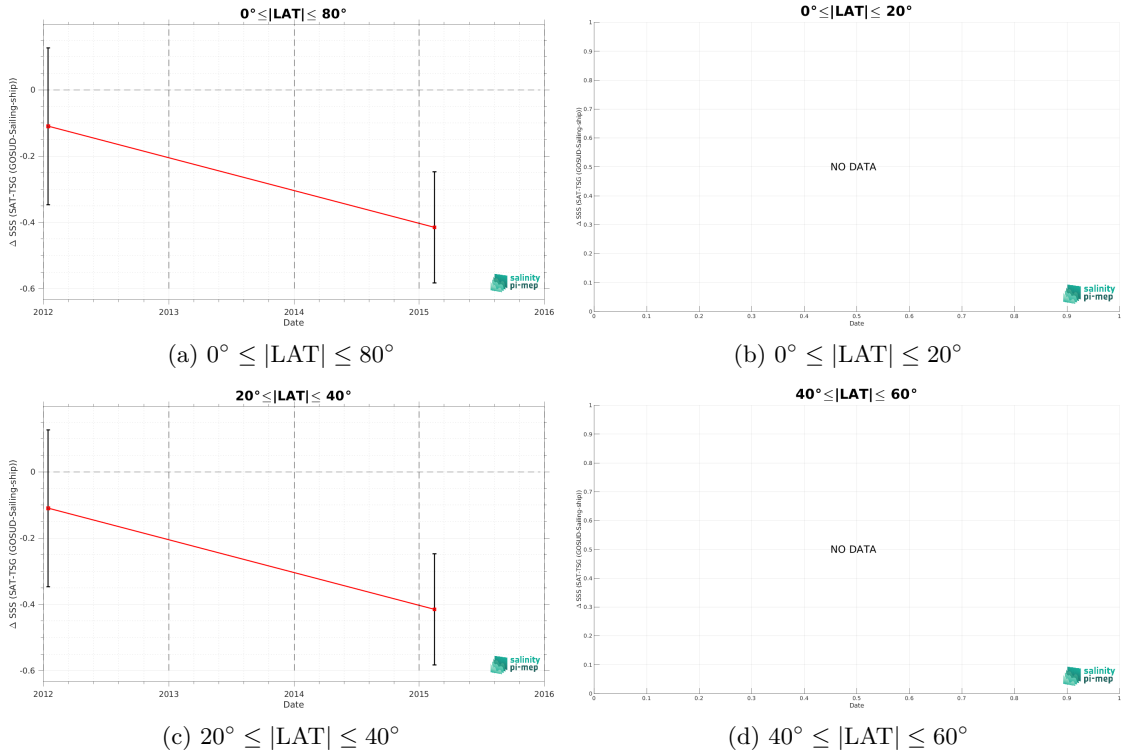 0°≤|LAT|≤ 80°
Δ SSS (SAT-TSG (GOSUD-Sailing-ship))
0
-0.2
-0.4
-0.6
2012 2013 2014 2015 2016
Date
salinity
pi-mep
(a) 0° ≤ |LAT| ≤ 80°
0°≤|LAT|≤ 20°
Δ SSS (SAT-TSG (GOSUD-Sailing-ship))
1
0.9
0.8
0.7
0.6
0.5
0.4
0.3
0.2
0.1
0
NO DATA
0 0.1 0.2 0.3 0.4 0.5 0.6 0.7 0.8 0.9 1
Date
salinity
pi-mep
(b) 0° ≤ |LAT| ≤ 20°
20°≤|LAT|≤ 40°
Δ SSS (SAT-TSG (GOSUD-Sailing-ship))
0
-0.2
-0.4
-0.6
2012 2013 2014 2015 2016
Date
salinity
pi-mep
(c) 20° ≤ |LAT| ≤ 40°
40°≤|LAT|≤ 60°
Δ SSS (SAT-TSG (GOSUD-Sailing-ship))
1
0.9
0.8
0.7
0.6
0.5
0.4
0.3
0.2
0.1
0
NO DATA
0 0.1 0.2 0.3 0.4 0.5 0.6 0.7 0.8 0.9 1
Date
salinity
pi-mep
(d) 40° ≤ |LAT| ≤ 60°